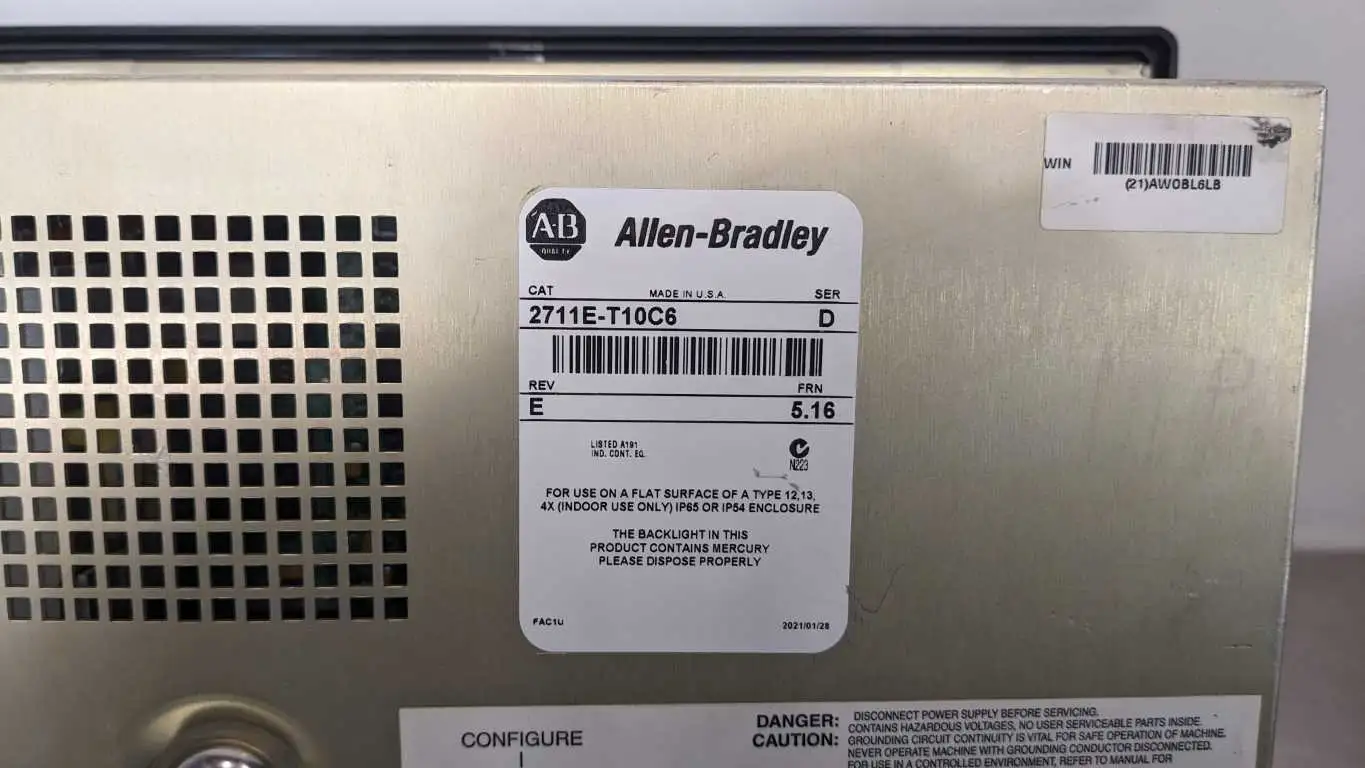 WIN
(21)AW0BL6LB
A-B
QUALITY
Allen-Bradley
CAT MADE IN U.S.A. SER
2711E-T10C6 D
REV FRN
E 5.16
LISTED A191
IND. CONT. EQ.
N223
FOR USE ON A FLAT SURFACE OF A TYPE 12,13,
4X (INDOOR USE ONLY) IP65 OR IP54 ENCLOSURE
THE BACKLIGHT IN THIS
PRODUCT CONTAINS MERCURY
PLEASE DISPOSE PROPERLY
FAC1U 2021/01/28
CONFIGURE
DANGER: DISCONNECT POWER SUPPLY BEFORE SERVICING.
CONTAINS HAZARDOUS VOLTAGES, NO USER SERVICEABLE PARTS INSIDE.
CAUTION: GROUNDING CIRCUIT CONTINUITY IS VITAL FOR SAFE OPERATION OF MACHINE.
NEVER OPERATE MACHINE WITH GROUNDING CONDUCTOR DISCONNECTED.
FOR USE IN A CONTROLLED ENVIRONMENT, REFER TO MANUAL FOR